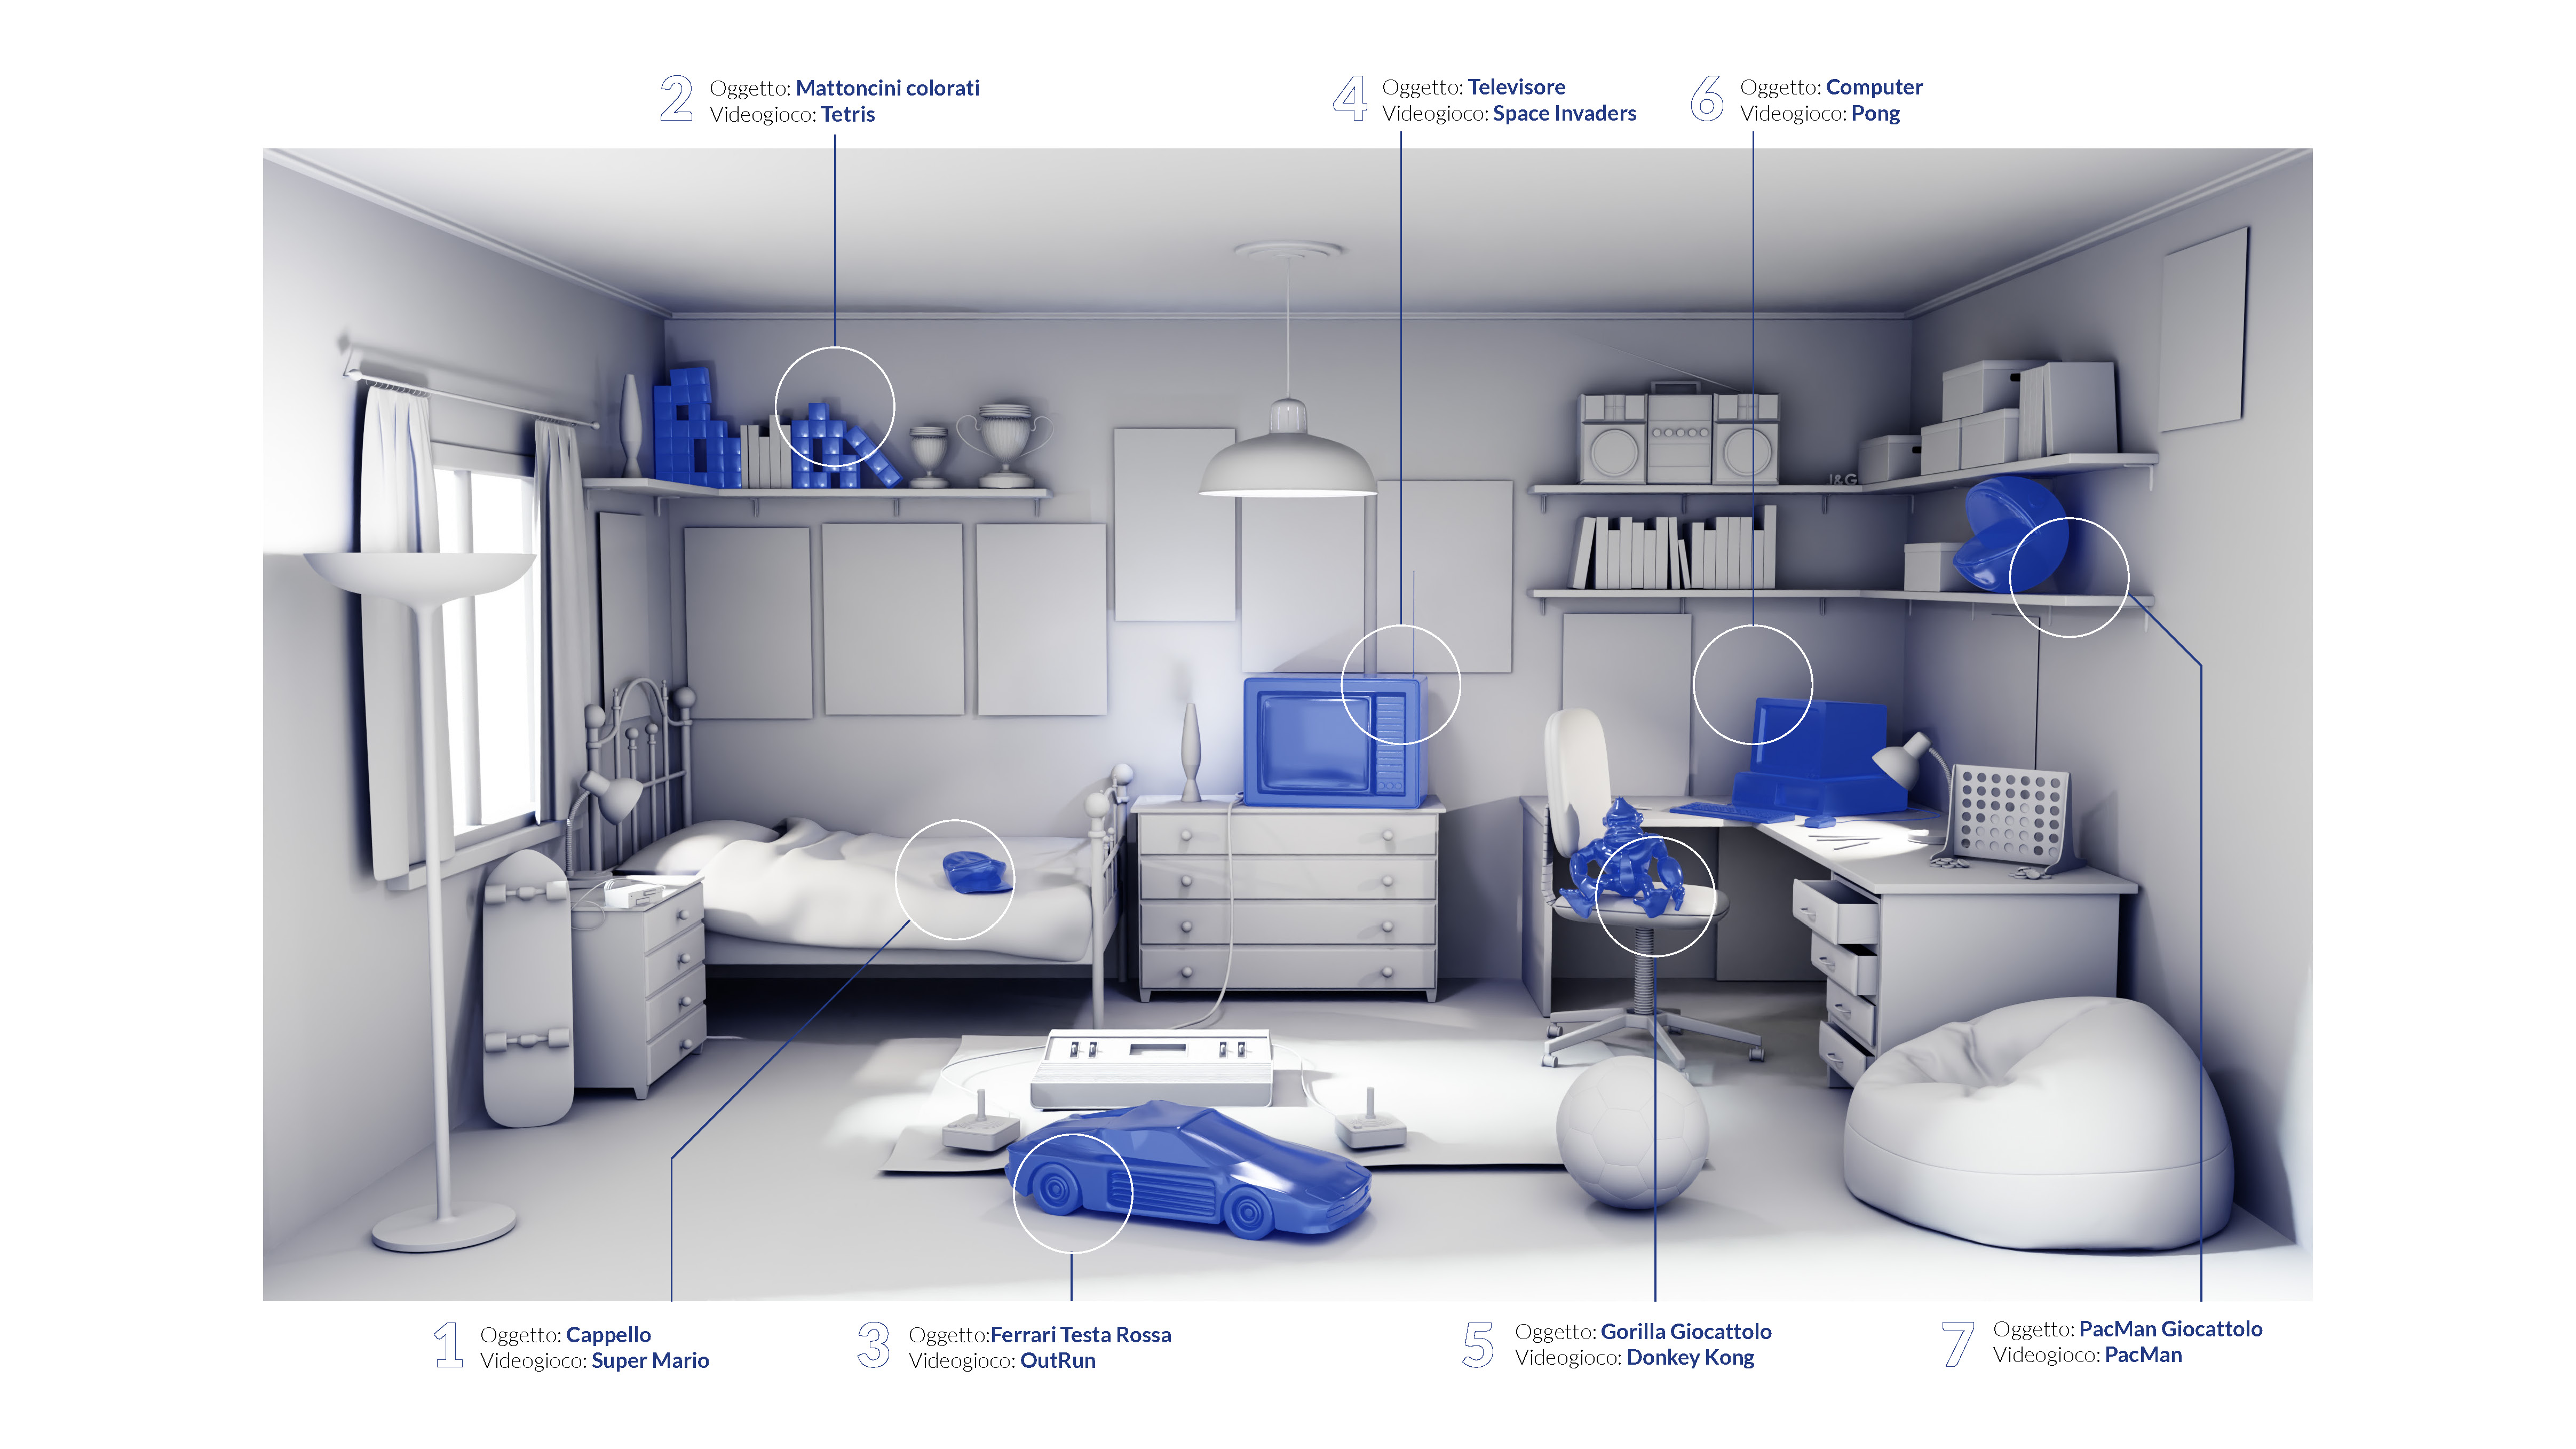 2
Oggetto: Mattoncini colorati
Videogioco: Tetris
4
Oggetto: Televisore
Videogioco: Space Invaders
6
Oggetto: Computer
Videogioco: Pong
I&G
1
Oggetto: Cappello
Videogioco: Super Mario
3
Oggetto:Ferrari Testa Rossa
Videogioco: OutRun
5
Oggetto: Gorilla Giocattolo
Videogioco: Donkey Kong
7
Oggetto: PacMan Giocattolo
Videogioco: PacMan